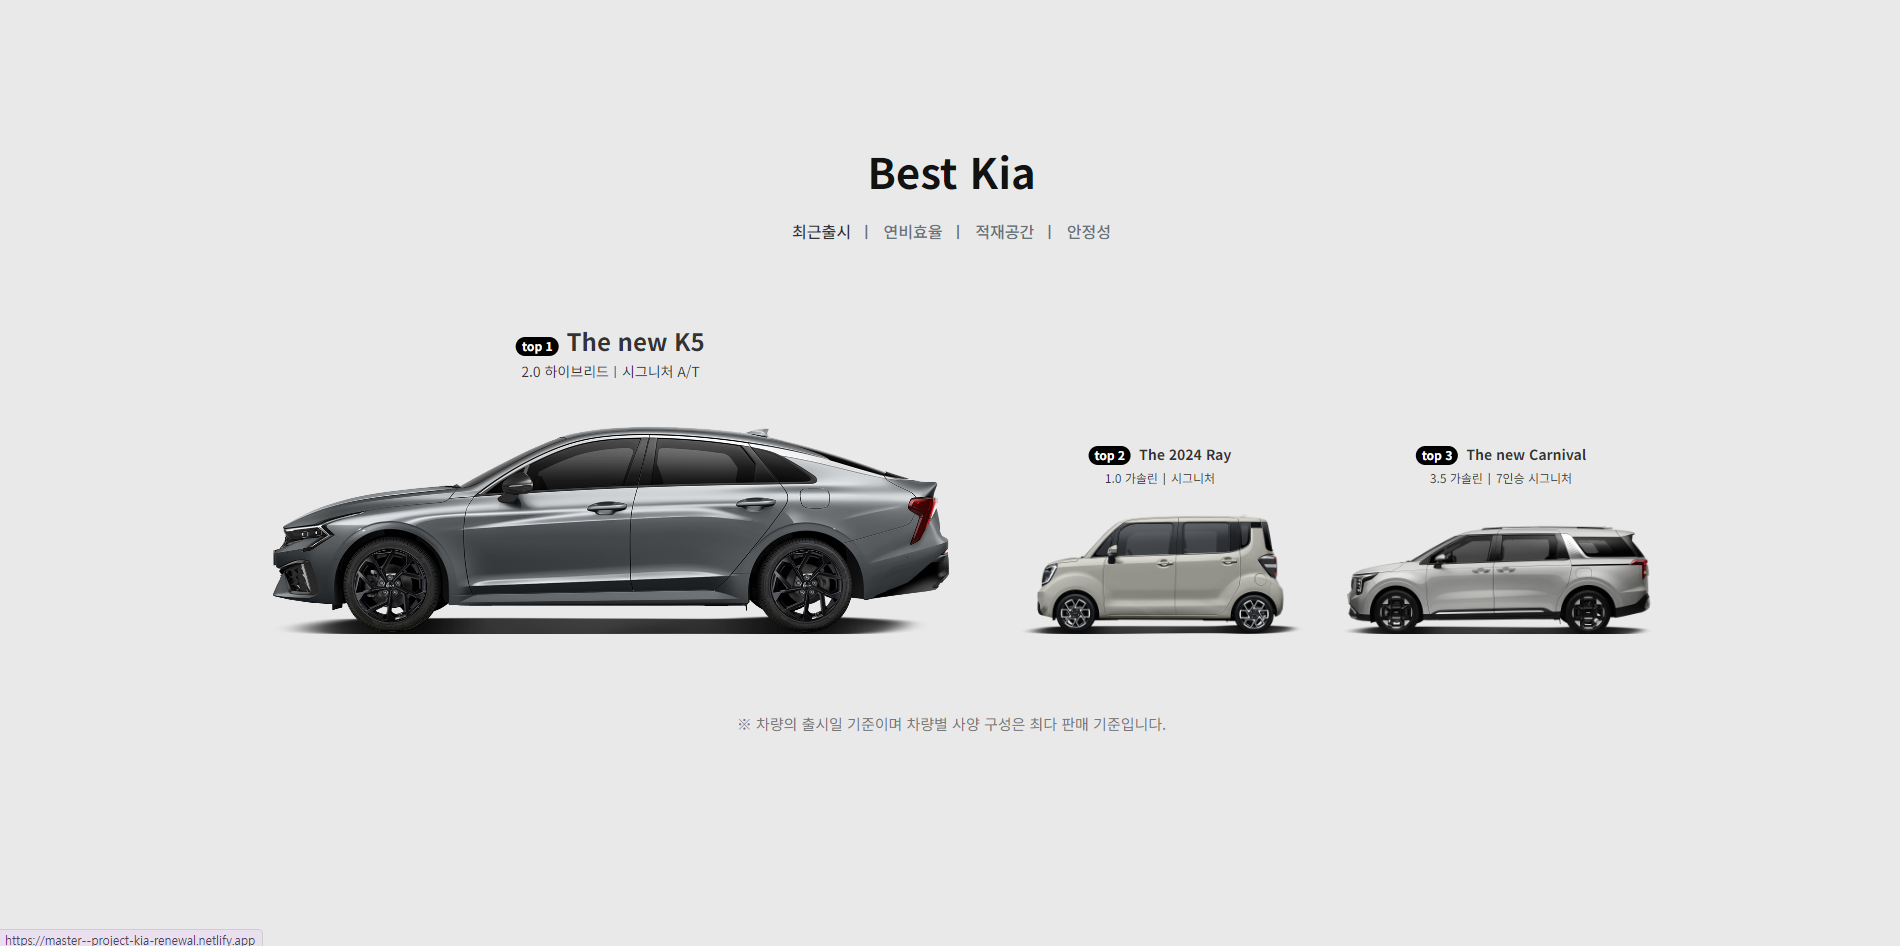 Best Kia
최근출시 | 연비효율 | 적재공간 | 안정성
top 1 The new K5
2.0 하이브리드 | 시그니처 A/T
top 2 The 2024 Ray
1.0 가솔린 | 시그니처
top 3 The new Carnival
3.5 가솔린 | 7인승 시그니처
※ 차량의 출시일 기준이며 차량별 사양 구성은 최다 판매 기준입니다.
https://master--project-kia-renewal.netlify.app